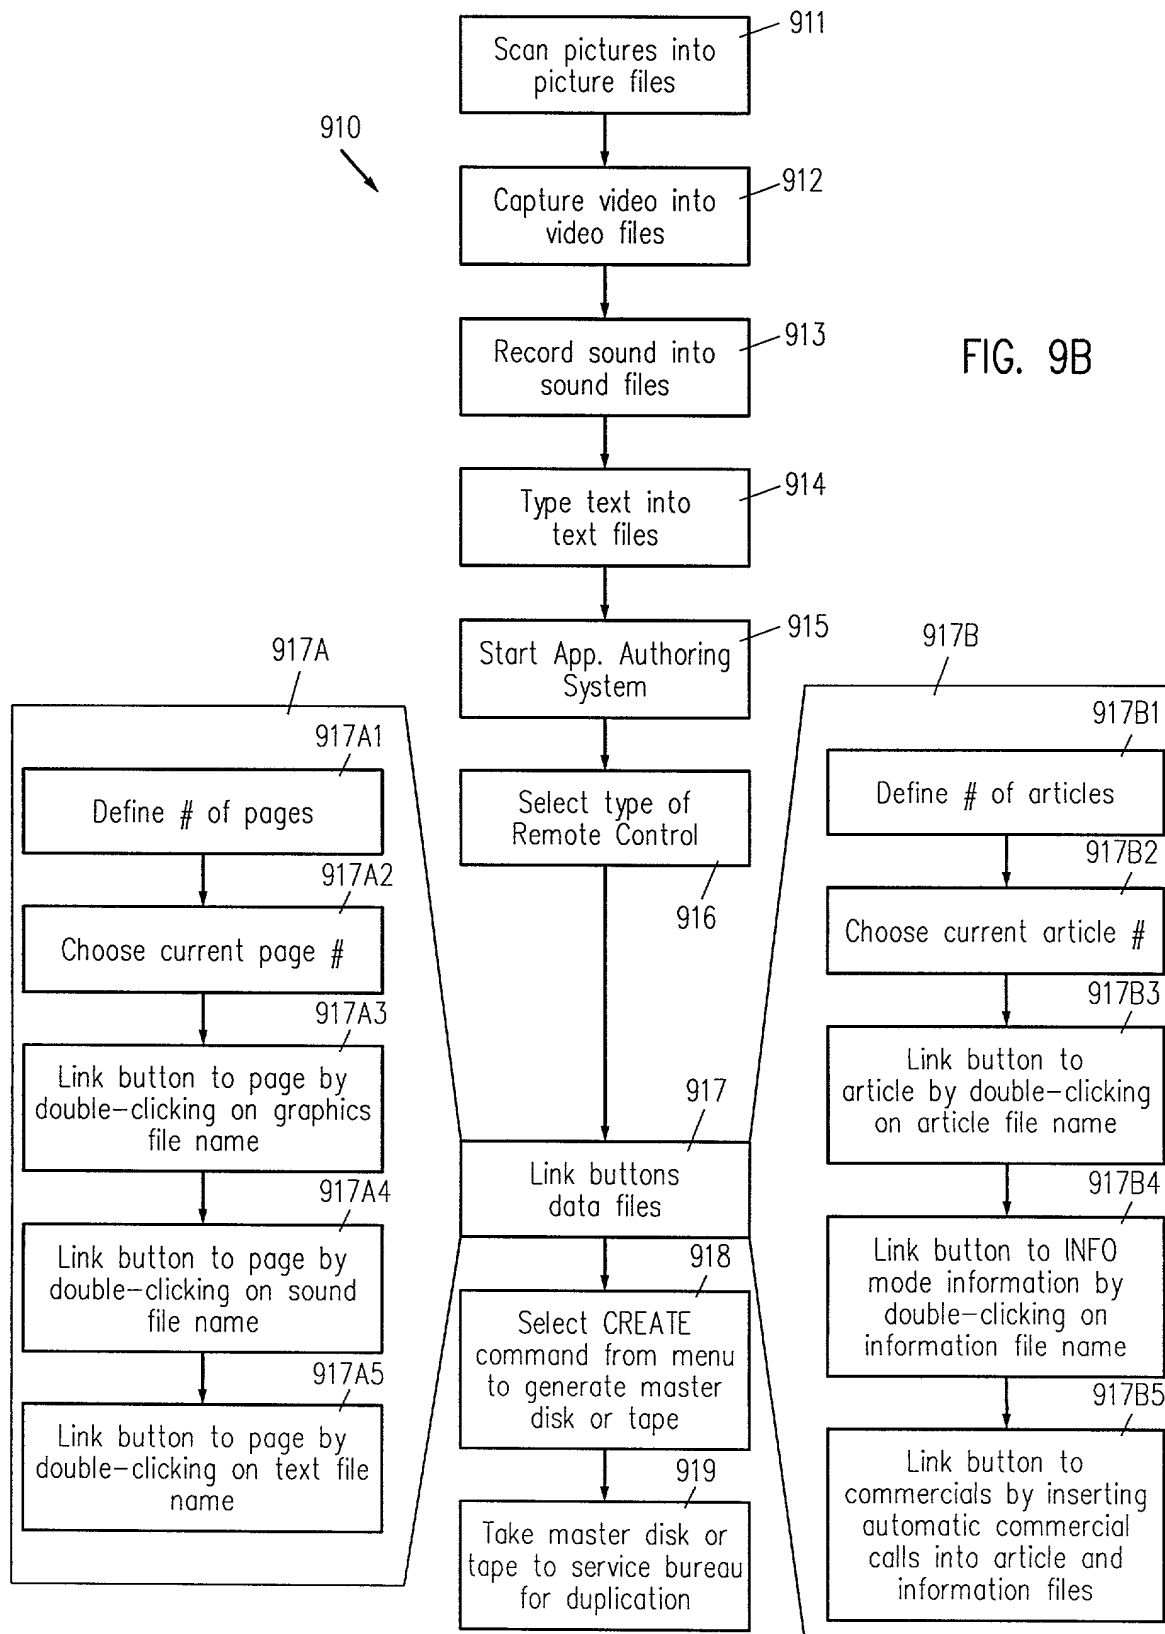 911
Scan pictures into
picture files
910
912
Capture video into
video files
913
Record sound into
sound files
FIG. 9B
914
Type text into
text files
915
Start App. Authoring
System
Select type of
Remote Control
916
917
Link buttons
data files
918
Select CREATE
command from menu
to generate master
disk or tape
919
Take master disk or
tape to service bureau
for duplication
917A
917A1
Define # of pages
917A2
Choose current page #
917A3
Link button to page by
double-clicking on graphics
file name
917A4
Link button to page by
double-clicking on sound
file name
917A5
Link button to page by
double-clicking on text file
name
917B
917B1
Define # of articles
917B2
Choose current article #
917B3
Link button to
article by double-clicking
on article file name
917B4
Link button to INFO
mode information by
double-clicking on
information file name
917B5
Link button to
commercials by inserting
automatic commercial
calls into article and
information files